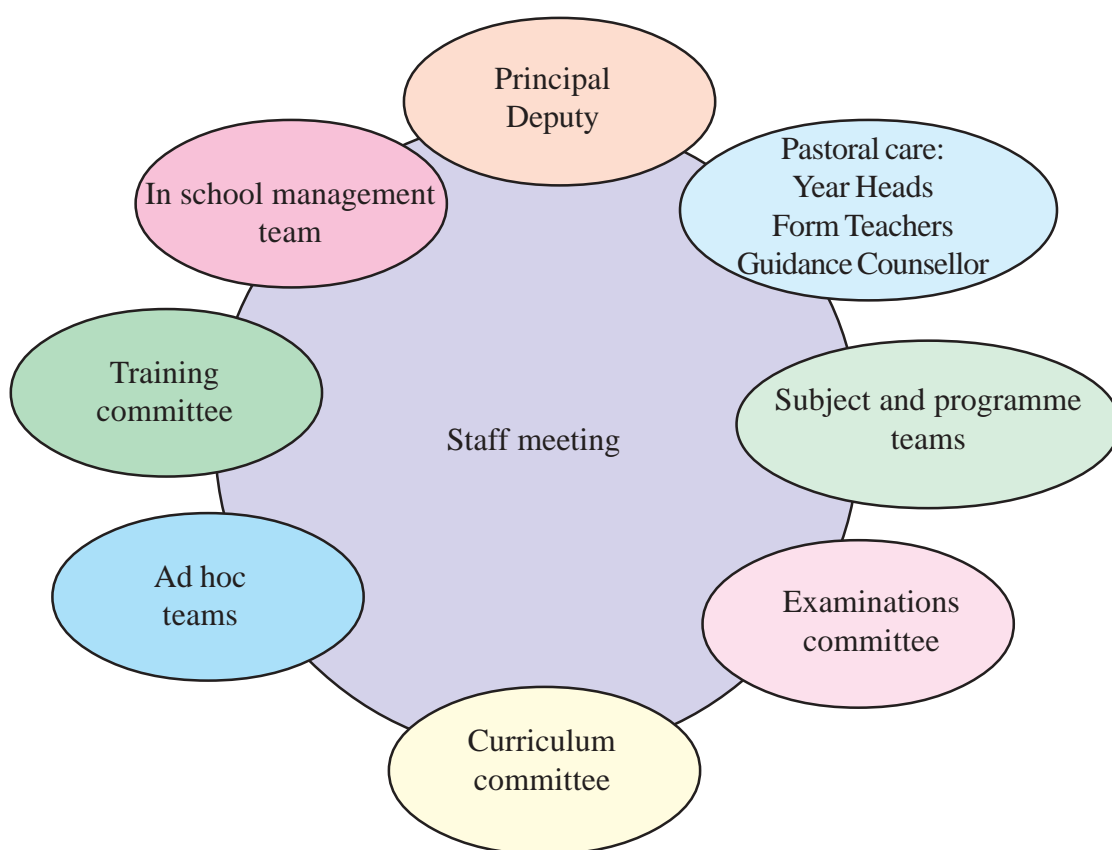 Principal
Deputy
Pastoral care:
Year Heads
Form Teachers
Guidance Counsellor
In school management
team
Training
committee
Subject and programme
teams
Staff meeting
Ad hoc
teams
Examinations
committee
Curriculum
committee